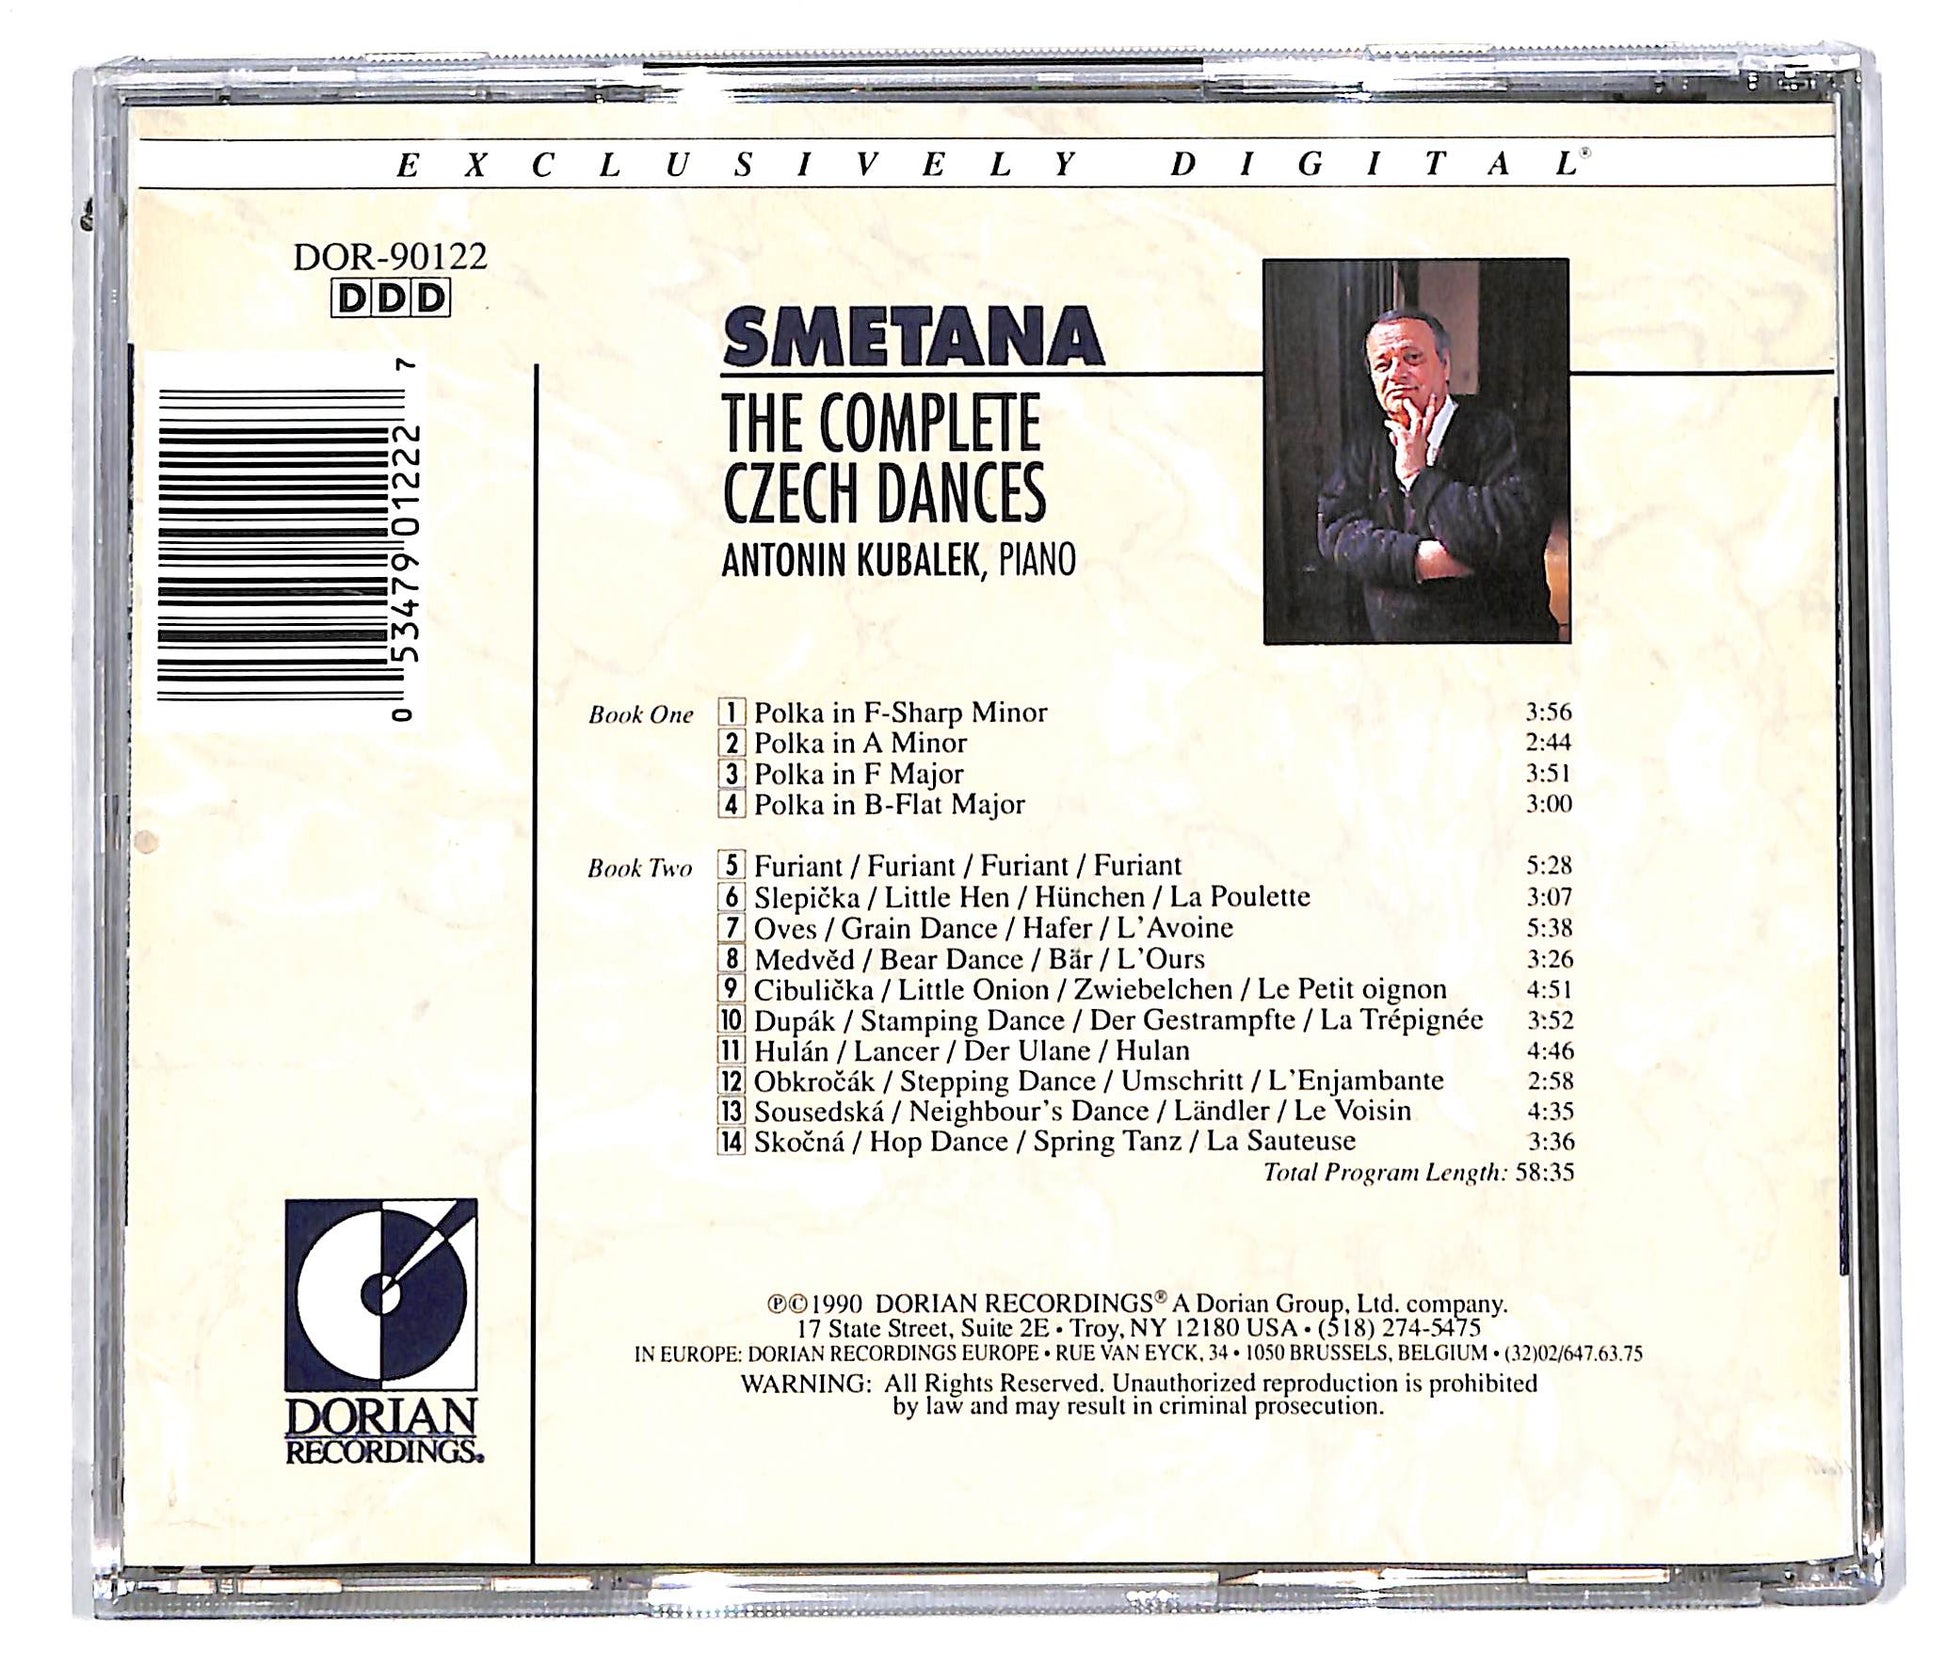 EXCLUSIVELY DIGITAL®
DOR-90122
DDD
0 53479 01222 7
SMETANA
THE COMPLETE
CZECH DANCES
ANTONIN KUBALEK, PIANO
Book One 1 Polka in F-Sharp Minor 3:56
2 Polka in A Minor 2:44
3 Polka in F Major 3:51
4 Polka in B-Flat Major 3:00
Book Two 5 Furiant / Furiant / Furiant / Furiant 5:28
6 Slepička / Little Hen / Hünchen / La Poulette 3:07
7 Oves / Grain Dance / Hafer / L'Avoine 5:38
8 Medvěd / Bear Dance / Bär / L'Ours 3:26
9 Cibulička / Little Onion / Zwiebelchen / Le Petit oignon 4:51
10 Dupák / Stamping Dance / Der Gestrampfte / La Trépignée 3:52
11 Hulán / Lancer / Der Ulane / Hulan 4:46
12 Obkročák / Stepping Dance / Umschritt / L'Enjambante 2:58
13 Sousedská / Neighbour's Dance / Ländler / Le Voisin 4:35
14 Skočná / Hop Dance / Spring Tanz / La Sauteuse 3:36
Total Program Length: 58:35
℗©1990 DORIAN RECORDINGS® A Dorian Group, Ltd. company.
17 State Street, Suite 2E • Troy, NY 12180 USA • (518) 274-5475
IN EUROPE: DORIAN RECORDINGS EUROPE • RUE VAN EYCK, 34 • 1050 BRUSSELS, BELGIUM • (32)02/647.63.75
WARNING: All Rights Reserved. Unauthorized reproduction is prohibited
by law and may result in criminal prosecution.
DORIAN
RECORDINGS®